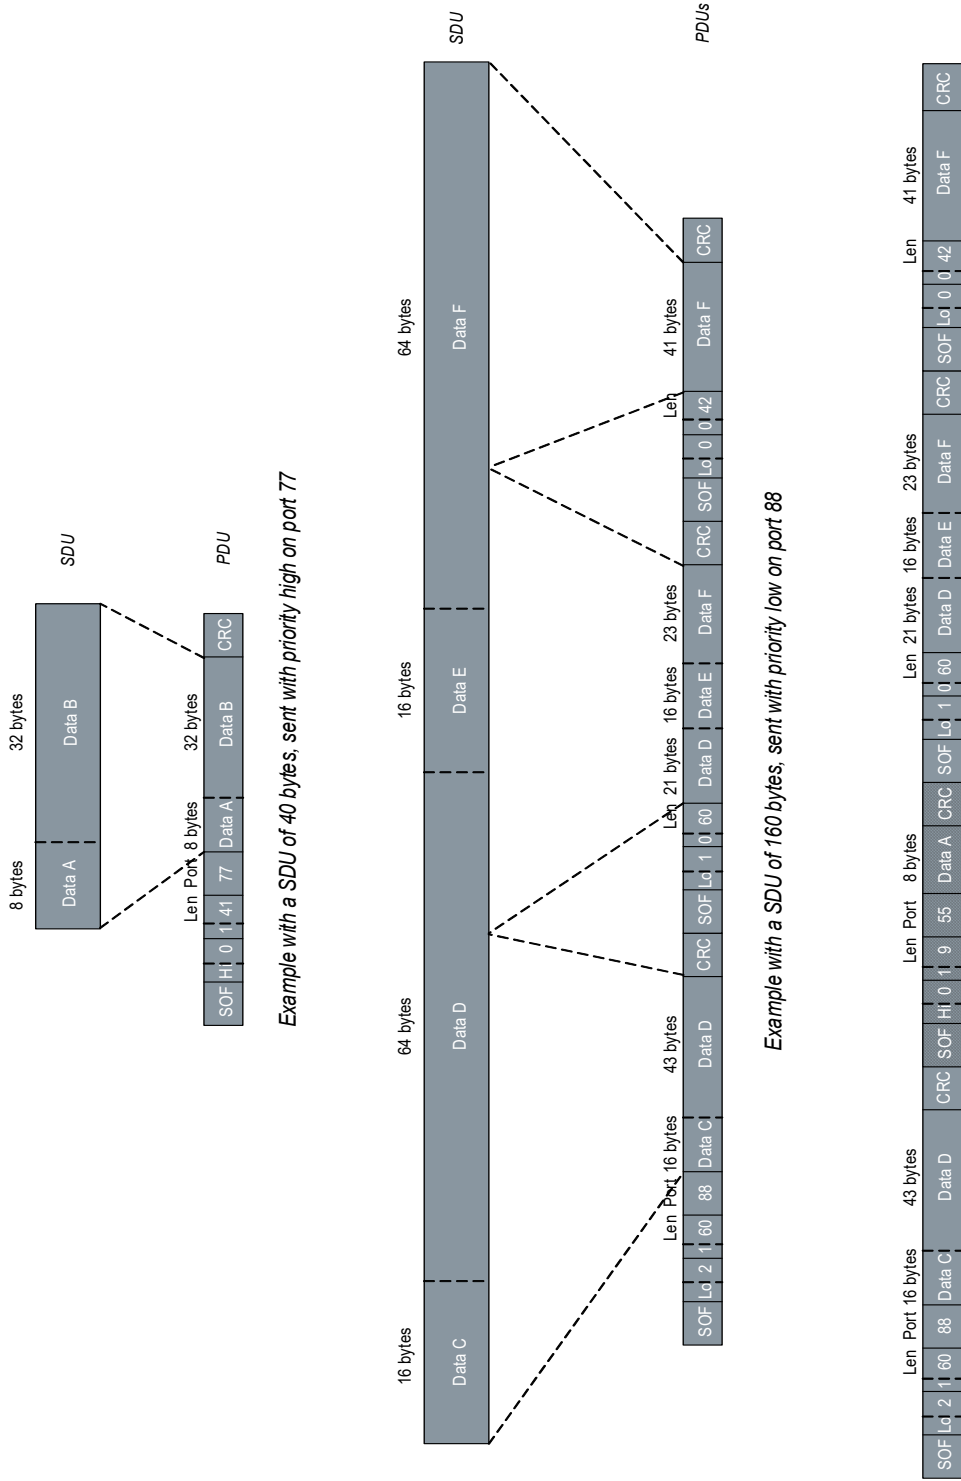 8 bytes 32 bytes
Data A Data B SDU
Len Port 8 bytes 32 bytes
SOF Hi 0 1 41 77 Data A Data B CRC PDU
Example with a SDU of 40 bytes, sent with priority high on port 77
16 bytes 64 bytes 16 bytes 64 bytes
Data C Data D Data E Data F SDU
Len Port 16 bytes 43 bytes Len 21 bytes 16 bytes 23 bytes Len 41 bytes
SOF Lo 2 1 60 88 Data C Data D CRC SOF Lo 1 0 60 Data D Data E Data F CRC SOF Lo 0 0 42 Data F CRC PDUs
Example with a SDU of 160 bytes, sent with priority low on port 88
Len Port 16 bytes 43 bytes Len Port 8 bytes Len 21 bytes 16 bytes 23 bytes Len 41 bytes
SOF Lo 2 1 60 88 Data C Data D CRC SOF Hi 0 1 9 55 Data A CRC SOF Lo 1 0 60 Data D Data E Data F CRC SOF Lo 0 0 42 Data F CRC